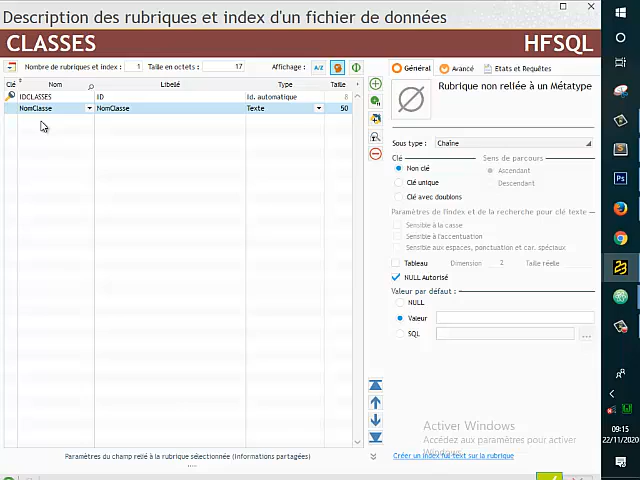 Description des rubriques et index d'un fichier de données
CLASSES
HFSQL
Nombre de rubriques et index : 1 Taille en octets : 17 Affichage : A/Z
Clé Nom Libellé Type Taille
IDCLASSES ID Id. automatique 8
NomClasse NomClasse Texte 50
Général Avancé Etats et Requêtes
Rubrique non reliée à un Métatype
Sous type : Chaîne
Clé Sens de parcours
Non clé Ascendant
Clé unique Descendant
Clé avec doublons
Paramètres de l'index et de la recherche pour clé texte
Sensible à la casse
Sensible à l'accentuation
Sensible aux espaces, ponctuation et car. spéciaux
Tableau Dimension 2 Taille réelle
NULL Autorisé
Valeur par défaut :
NULL
Valeur
SQL ...
Activer Windows
Accédez aux paramètres pour activer
Windows.
Paramètres du champ relié à la rubrique sélectionnée (informations partagées)
Créer un index full text sur la rubrique
09:15
22/11/2020